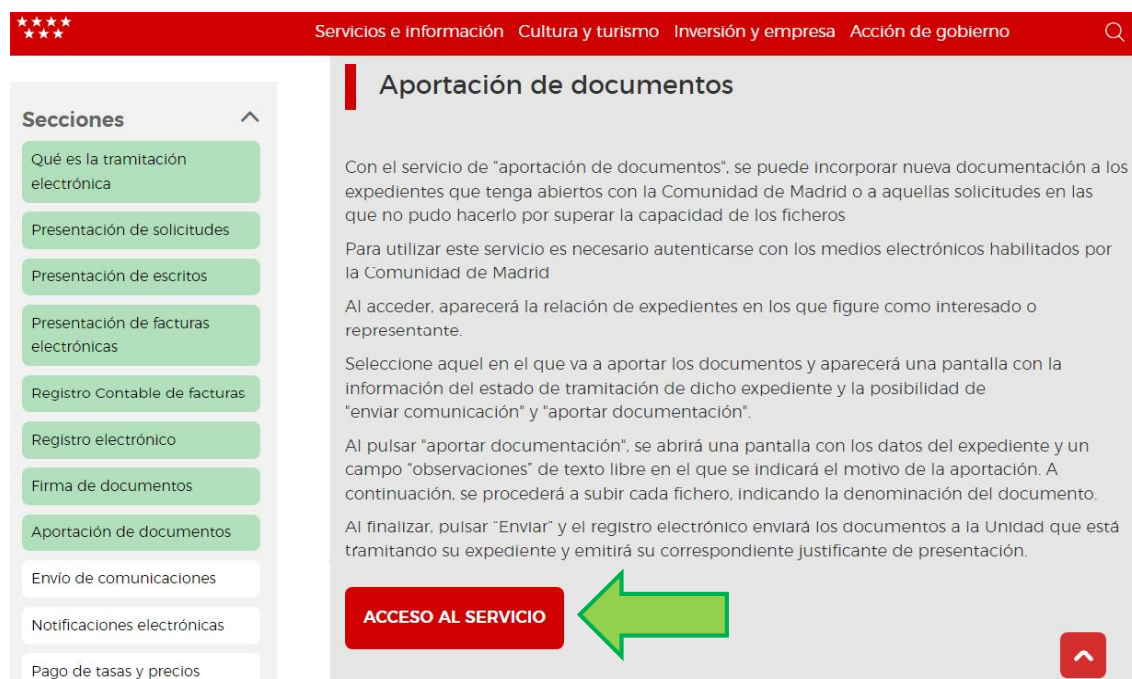 Servicios e información Cultura y turismo Inversión y empresa Acción de gobierno
Secciones
Qué es la tramitación
electrónica
Presentación de solicitudes
Presentación de escritos
Presentación de facturas
electrónicas
Registro Contable de facturas
Registro electrónico
Firma de documentos
Aportación de documentos
Envío de comunicaciones
Notificaciones electrónicas
Pago de tasas y precios
Aportación de documentos
Con el servicio de "aportación de documentos", se puede incorporar nueva documentación a los
expedientes que tenga abiertos con la Comunidad de Madrid o a aquellas solicitudes en las
que no pudo hacerlo por superar la capacidad de los ficheros
Para utilizar este servicio es necesario autenticarse con los medios electrónicos habilitados por
la Comunidad de Madrid
Al acceder, aparecerá la relación de expedientes en los que figure como interesado o
representante.
Seleccione aquel en el que va a aportar los documentos y aparecerá una pantalla con la
información del estado de tramitación de dicho expediente y la posibilidad de
"enviar comunicación" y "aportar documentación".
Al pulsar "aportar documentación", se abrirá una pantalla con los datos del expediente y un
campo "observaciones" de texto libre en el que se indicará el motivo de la aportación. A
continuación, se procederá a subir cada fichero, indicando la denominación del documento.
Al finalizar, pulsar "Enviar" y el registro electrónico enviará los documentos a la Unidad que está
tramitando su expediente y emitirá su correspondiente justificante de presentación.
ACCESO AL SERVICIO